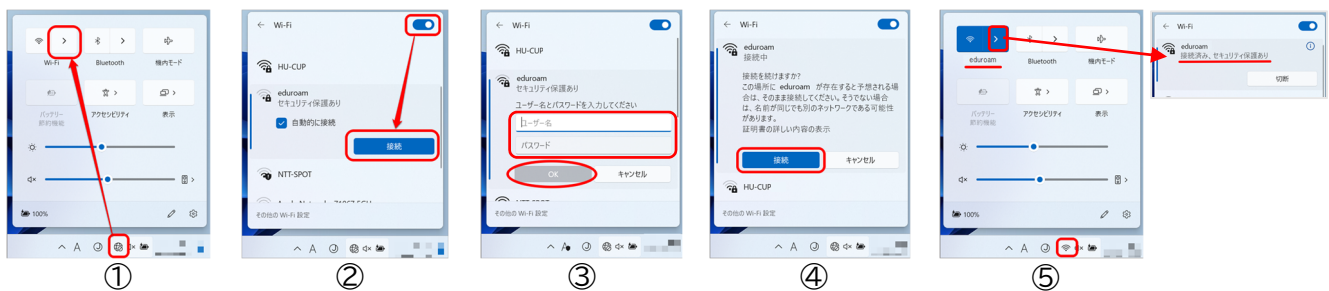 Wi-Fi
Bluetooth
機内モード
バッテリー
節約機能
アクセシビリティ
表示
100%
A
①
Wi-Fi
HU-CUP
eduroam
セキュリティ保護あり
自動的に接続
接続
NTT-SPOT
その他の Wi-Fi 設定
A
②
Wi-Fi
HU-CUP
eduroam
セキュリティ保護あり
ユーザー名とパスワードを入力してください
ユーザー名
パスワード
OK
キャンセル
その他の Wi-Fi 設定
A
③
Wi-Fi
eduroam
接続中
接続を続けますか?
この場所に eduroam が存在すると予想される場
合は、そのまま接続してください。そうでない場合
は、名前が同じでも別のネットワークである可能性
があります。
証明書の詳しい内容の表示
接続
キャンセル
HU-CUP
その他の Wi-Fi 設定
A
④
eduroam
Bluetooth
機内モード
バッテリー
節約機能
アクセシビリティ
表示
100%
A
⑤
Wi-Fi
eduroam
接続済み、セキュリティ保護あり
切断